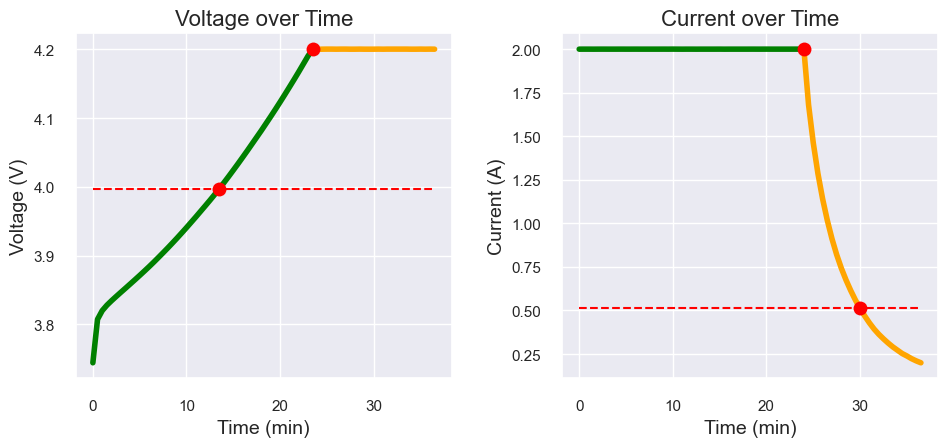 Voltage over Time
Voltage (V)
4.2
4.1
4.0
3.9
3.8
0 10 20 30
Time (min)
Current over Time
Current (A)
2.00
1.75
1.50
1.25
1.00
0.75
0.50
0.25
0 10 20 30
Time (min)